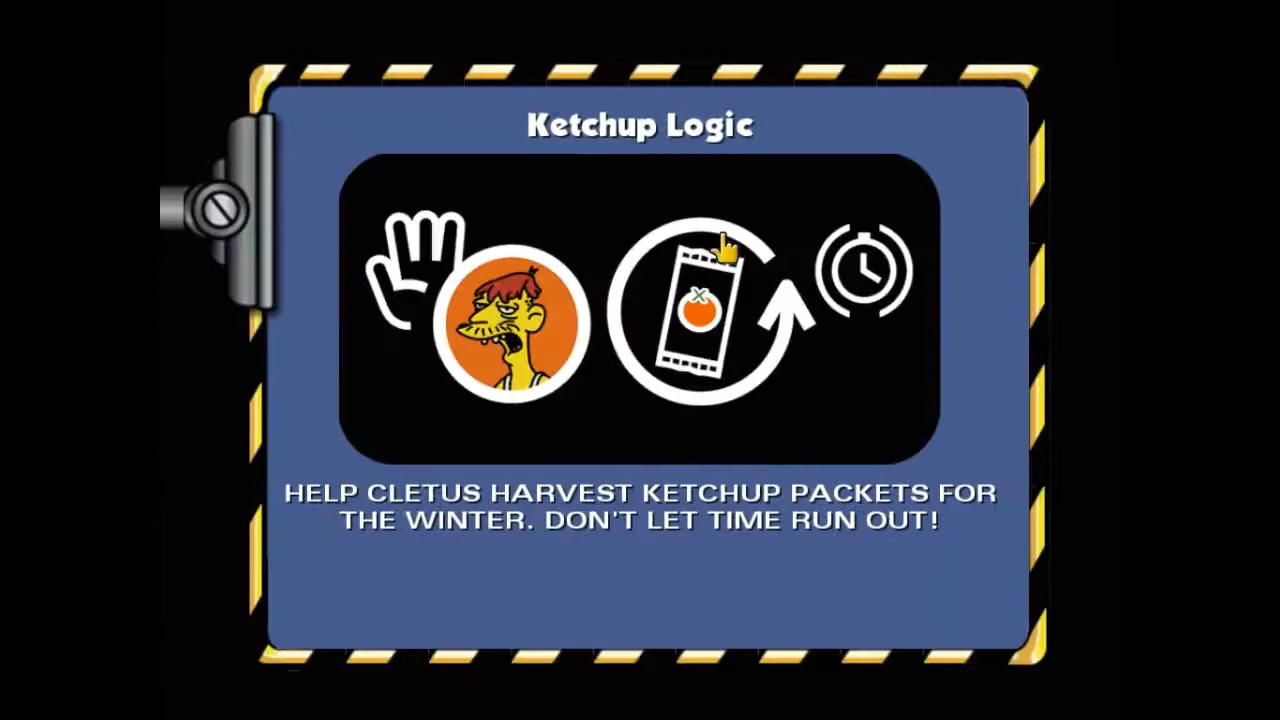 Ketchup Logic
HELP CLETUS HARVEST KETCHUP PACKETS FOR
THE WINTER. DON'T LET TIME RUN OUT!